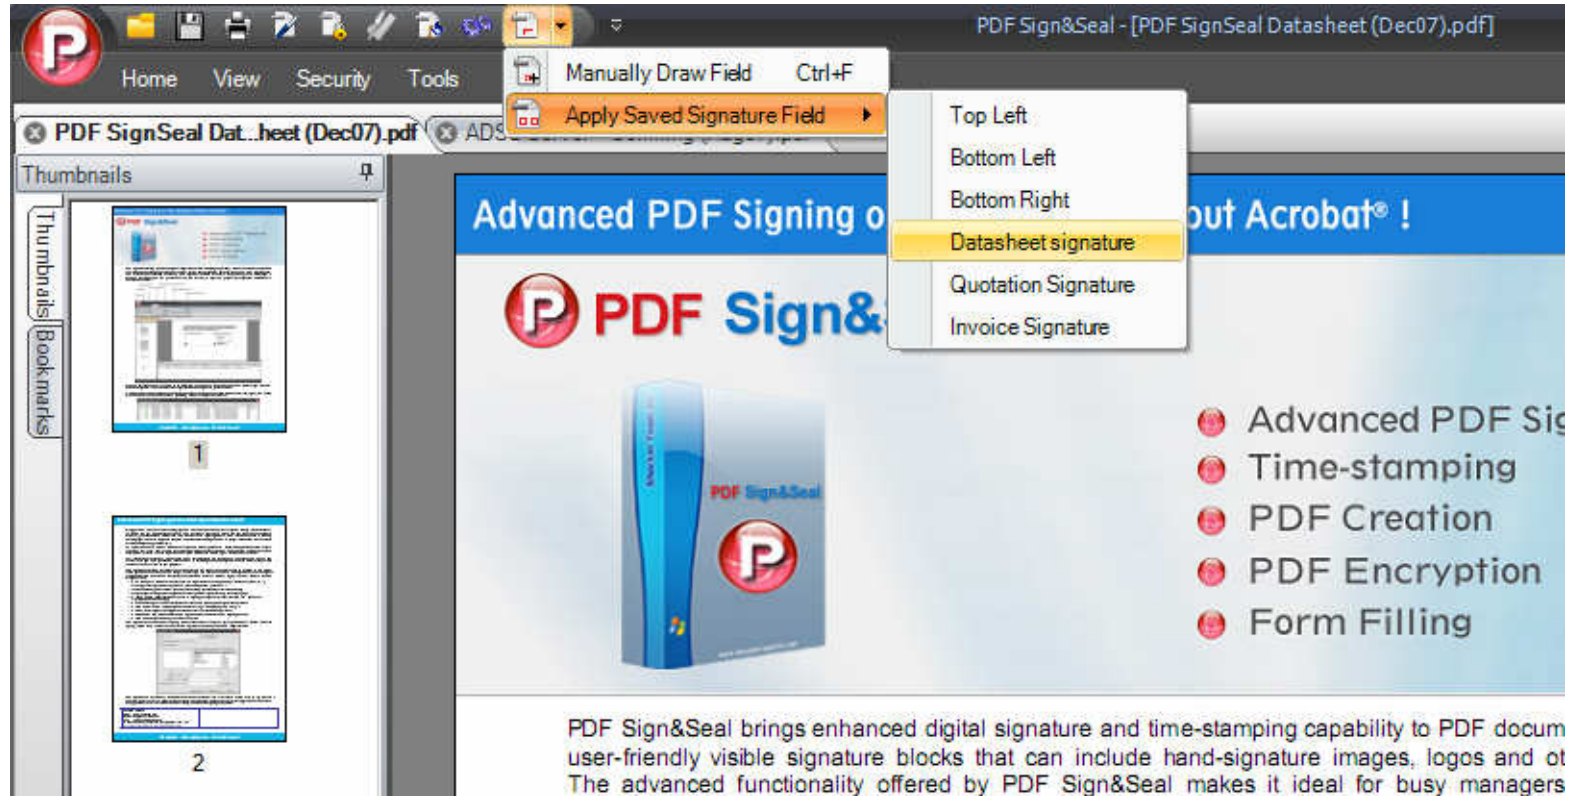 PDF Sign&Seal - [PDF SignSeal Datasheet (Dec07).pdf]
Home View Security Tools
Manually Draw Field Ctrl+F
Apply Saved Signature Field
Top Left
Bottom Left
Bottom Right
Datasheet signature
Quotation Signature
Invoice Signature
PDF SignSeal Dat...heet (Dec07).pdf
Thumbnails
Thumbnails
Bookmarks
1
2
Advanced PDF Signing o
out Acrobat® !
P PDF Sign&
PDF Sign&Seal
P
Advanced PDF Sig
Time-stamping
PDF Creation
PDF Encryption
Form Filling
PDF Sign&Seal brings enhanced digital signature and time-stamping capability to PDF docum
user-friendly visible signature blocks that can include hand-signature images, logos and ot
The advanced functionality offered by PDF Sign&Seal makes it ideal for busy managers